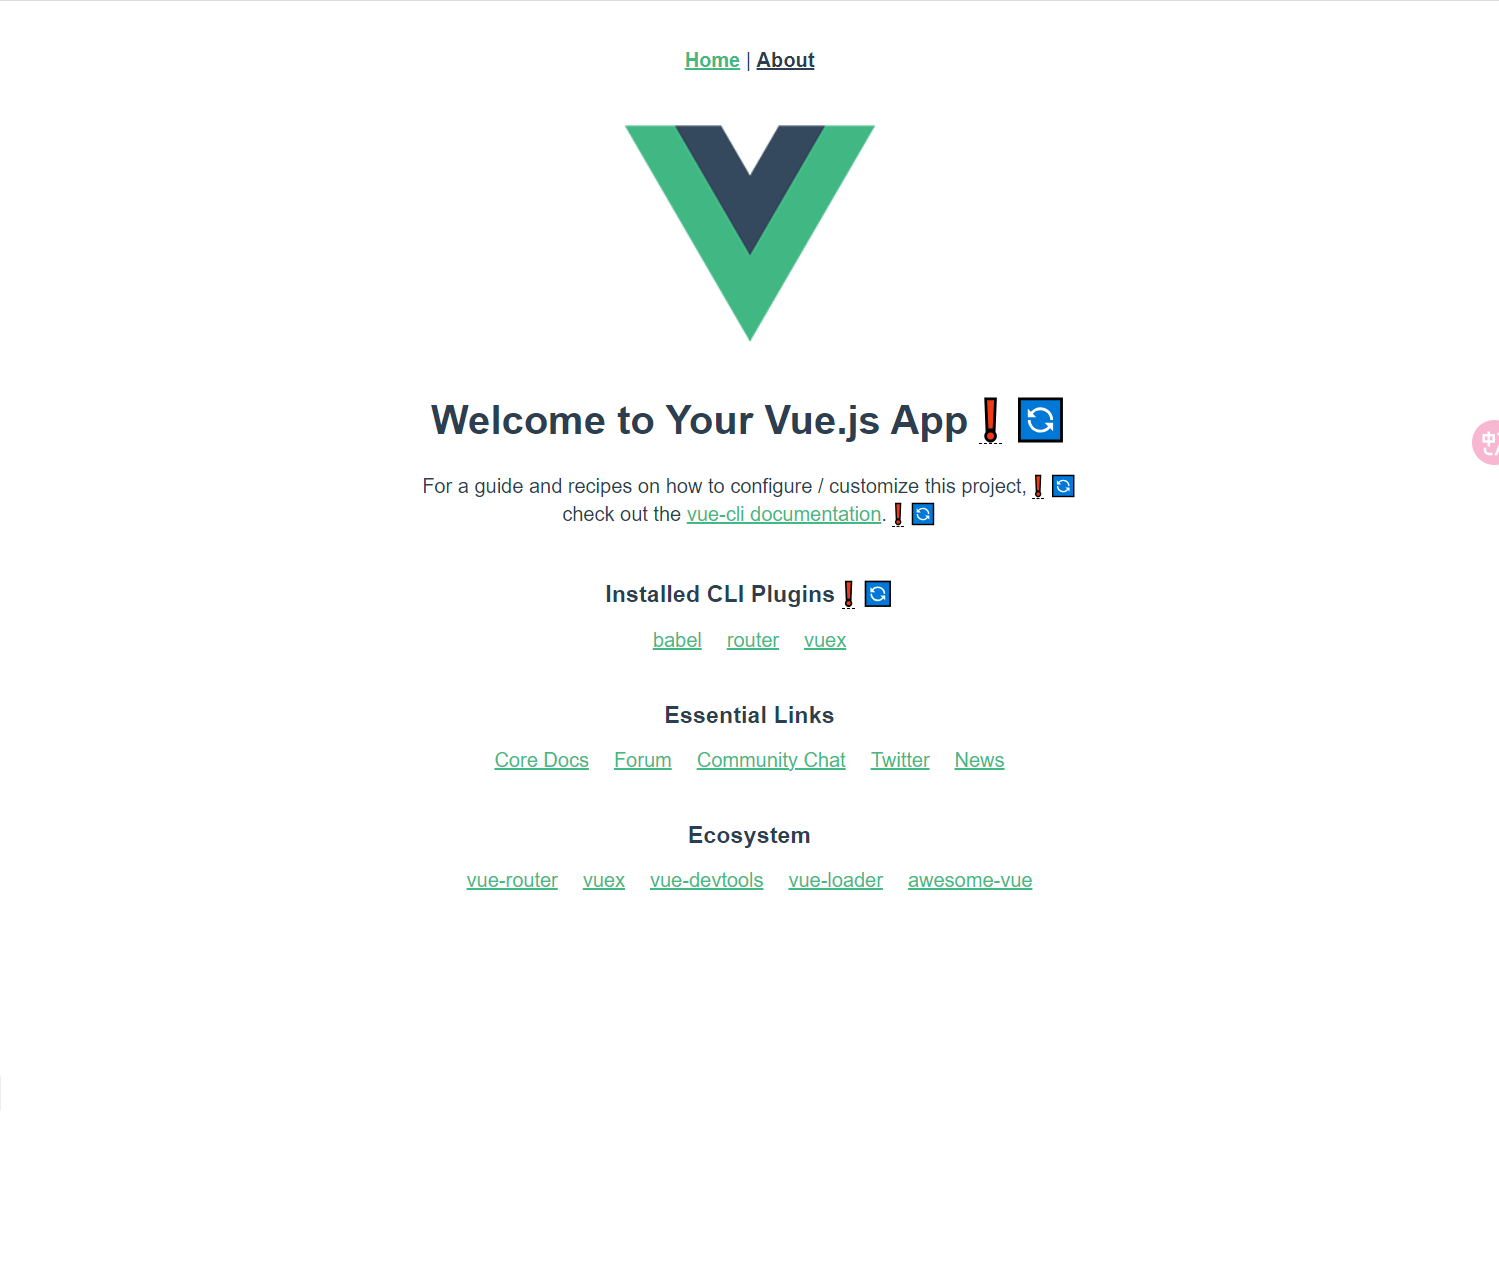 Home | About
Welcome to Your Vue.js App❗🔄
For a guide and recipes on how to configure / customize this project,❗🔄
check out the vue-cli documentation.❗🔄
Installed CLI Plugins❗🔄
babel router vuex
Essential Links
Core Docs Forum Community Chat Twitter News
Ecosystem
vue-router vuex vue-devtools vue-loader awesome-vue